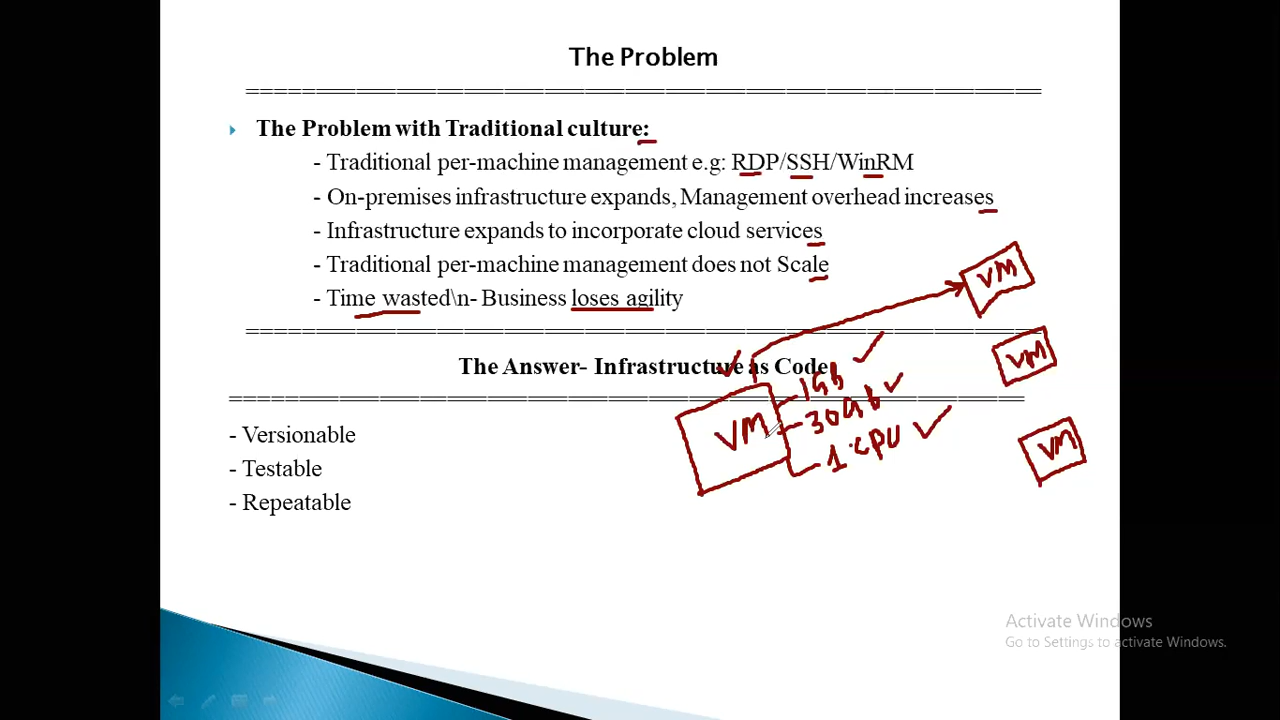 The Problem
The Problem with Traditional culture:
- Traditional per-machine management e.g: RDP/SSH/WinRM
- On-premises infrastructure expands, Management overhead increases
- Infrastructure expands to incorporate cloud services
- Traditional per-machine management does not Scale
VM
- Time wasted\n- Business loses agility
VM
The Answer- Infrastructure as Code
1GB
30GB
VM
1 CPU
VM
- Versionable
- Testable
- Repeatable
Activate Windows
Go to Settings to activate Windows.